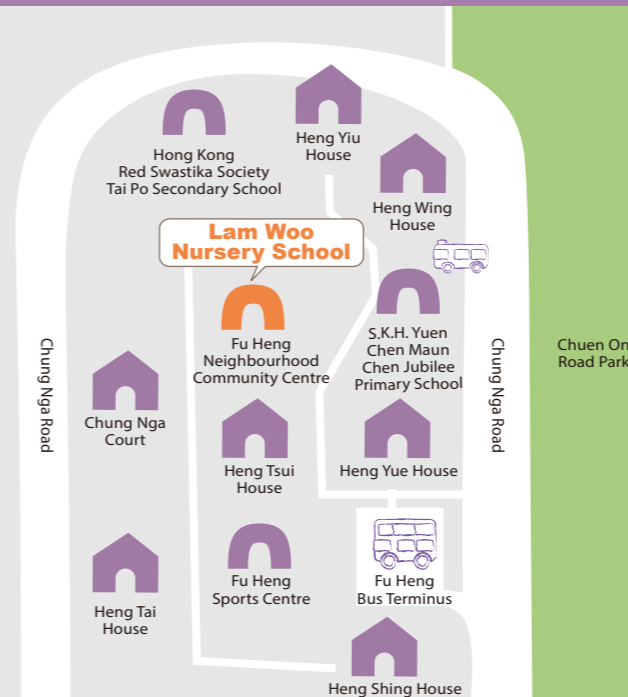 Heng Yiu
House
Hong Kong
Red Swastika Society
Tai Po Secondary School
Heng Wing
House
Lam Woo
Nursery School
Fu Heng
Neighbourhood
Community Centre
S.K.H. Yuen
Chen Maun
Chen Jubilee
Primary School
Chung Nga Road
Chung Nga Road
Chuen On
Road Park
Chung Nga
Court
Heng Tsui
House
Heng Yue House
Fu Heng
Sports Centre
Fu Heng
Bus Terminus
Heng Tai
House
Heng Shing House